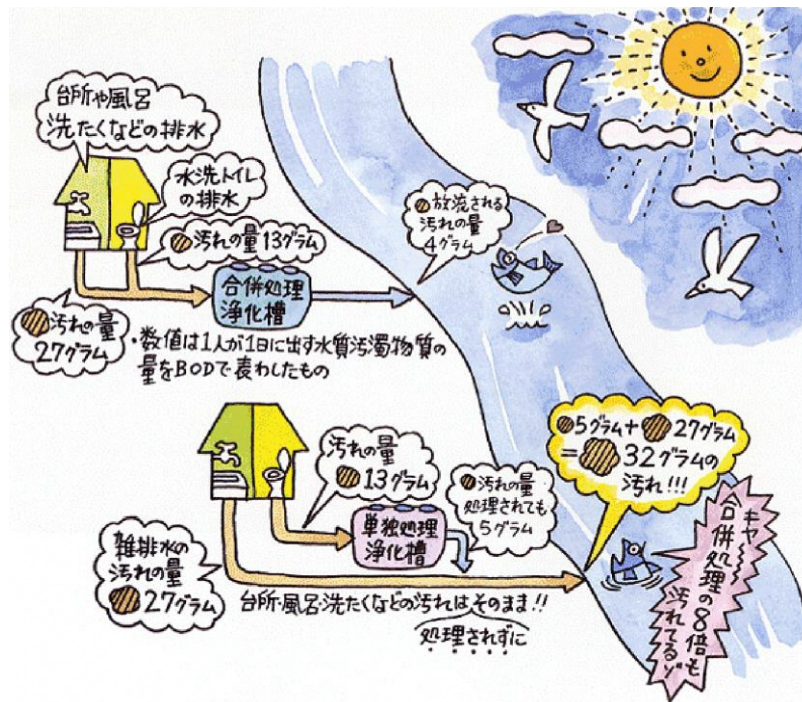 台所や風呂
洗たくなどの排水
水洗トイレ
の排水
汚れの量13グラム
合併処理
浄化槽
汚れの量
27グラム
放流される
汚れの量
4グラム
・数値は1人が1日に出す水質汚濁物質の
量をBODで表わしたもの
汚れの量
13グラム
単独処理
浄化槽
汚れの量
処理されても
5グラム
雑排水の
汚れの量
27グラム
台所・風呂・洗たくなどの汚れはそのまま!!
処理されずに
5グラム+27グラム
=32グラムの
汚れ!!!
キャー
合併処理の8倍も
汚れてるゾ